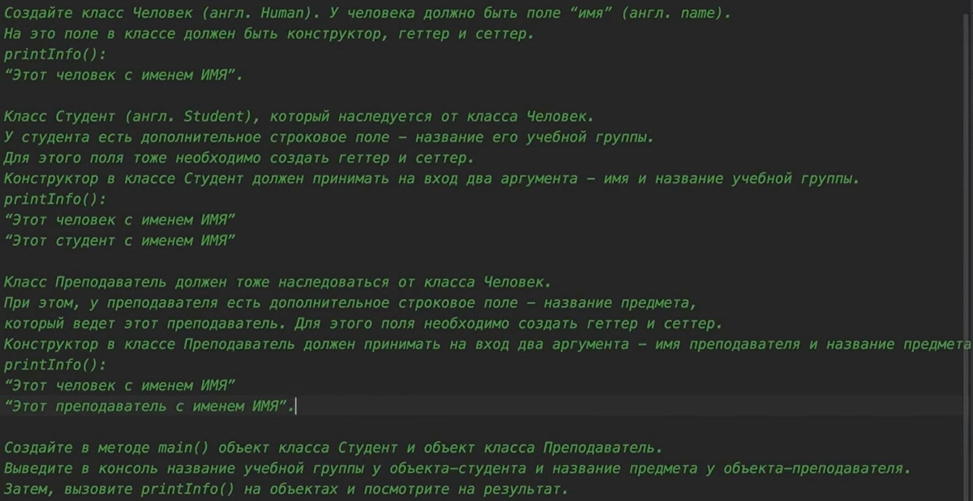 Создайте класс Человек (англ. Human). У человека должно быть поле “имя” (англ. name).
На это поле в классе должен быть конструктор, геттер и сеттер.
printInfo():
“Этот человек с именем ИМЯ”.
Класс Студент (англ. Student), который наследуется от класса Человек.
У студента есть дополнительное строковое поле – название его учебной группы.
Для этого поля тоже необходимо создать геттер и сеттер.
Конструктор в классе Студент должен принимать на вход два аргумента – имя и название учебной группы.
printInfo():
“Этот человек с именем ИМЯ”
“Этот студент с именем ИМЯ”
Класс Преподаватель должен тоже наследоваться от класса Человек.
При этом, у преподавателя есть дополнительное строковое поле – название предмета,
который ведет этот преподаватель. Для этого поля необходимо создать геттер и сеттер.
Конструктор в классе Преподаватель должен принимать на вход два аргумента – имя преподавателя и название предмета
printInfo():
“Этот человек с именем ИМЯ”
“Этот преподаватель с именем ИМЯ”.
Создайте в методе main() объект класса Студент и объект класса Преподаватель.
Выведите в консоль название учебной группы у объекта-студента и название предмета у объекта-преподавателя.
Затем, вызовите printInfo() на объектах и посмотрите на результат.